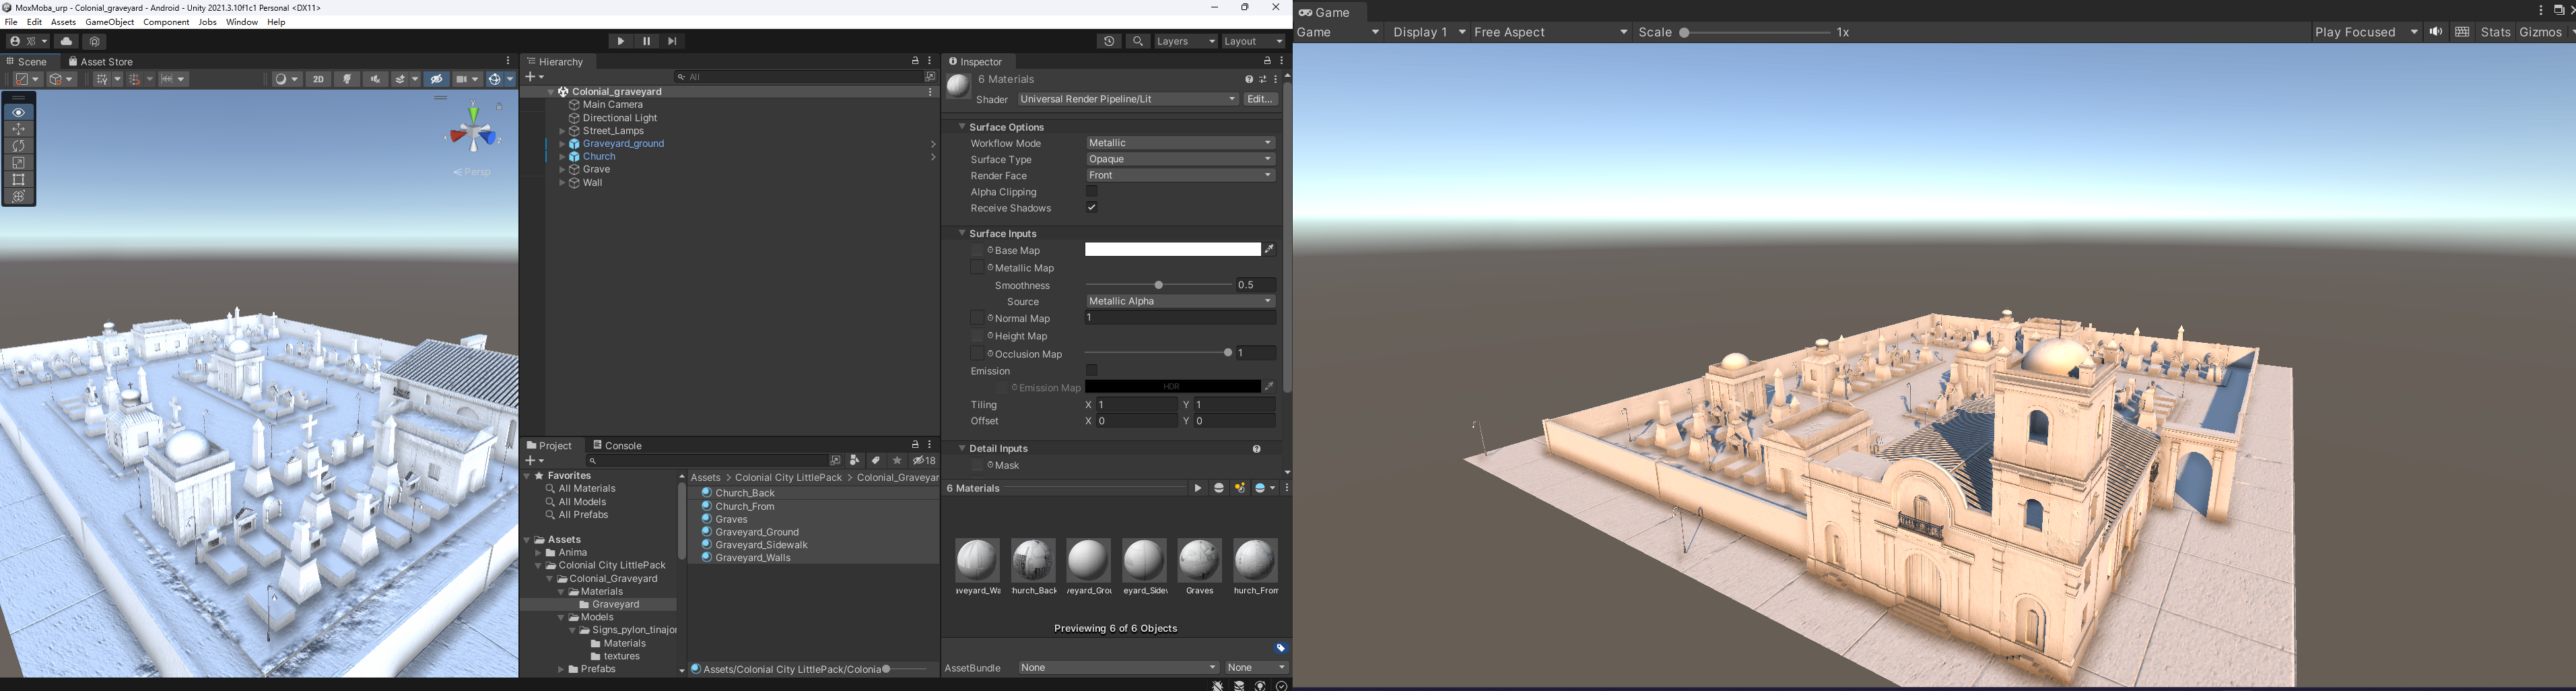 MoxMoba_urp - Colonial_graveyard - Android - Unity 2021.3.10f1c1 Personal <DX11>
File Edit Assets GameObject Component Jobs Window Help
Layers Layout
Scene Asset Store
2D
Persp
Hierarchy
All
Colonial_graveyard
Main Camera
Directional Light
Street_Lamps
Graveyard_ground
Church
Grave
Wall
Project Console
18
Favorites
All Materials
All Models
All Prefabs
Assets
Anima
Colonial City LittlePack
Colonial_Graveyard
Materials
Graveyard
Models
Signs_pylon_tinajor
Materials
textures
Prefabs
Assets > Colonial City LittlePack > Colonial_Graveyar
Church_Back
Church_From
Graves
Graveyard_Ground
Graveyard_Sidewalk
Graveyard_Walls
Assets/Colonial City LittlePack/Colonia
Inspector
6 Materials
Shader Universal Render Pipeline/Lit Edit...
Surface Options
Workflow Mode Metallic
Surface Type Opaque
Render Face Front
Alpha Clipping
Receive Shadows
Surface Inputs
Base Map
Metallic Map
Smoothness 0.5
Source Metallic Alpha
Normal Map 1
Height Map
Occlusion Map 1
Emission
Emission Map HDR
Tiling X 1 Y 1
Offset X 0 Y 0
Detail Inputs
Mask
6 Materials
aveyard_Wa hurch_Back veyard_Grou eyard_Sidev Graves hurch_From
Previewing 6 of 6 Objects
AssetBundle None None
Game
Game Display 1 Free Aspect Scale 1x Play Focused Stats Gizmos